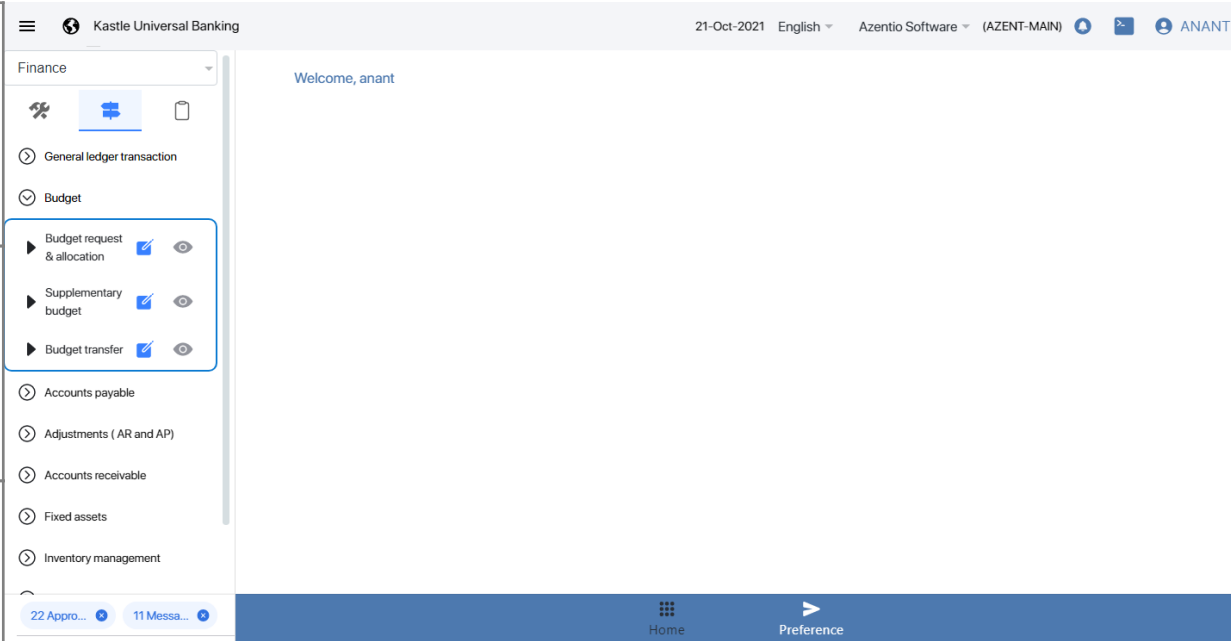 Kastle Universal Banking
21-Oct-2021 English Azentio Software (AZENT-MAIN) ANANT
Finance
Welcome, anant
General ledger transaction
Budget
Budget request
& allocation
Supplementary
budget
Budget transfer
Accounts payable
Adjustments ( AR and AP)
Accounts receivable
Fixed assets
Inventory management
22 Appro... 11 Messa...
Home
Preference